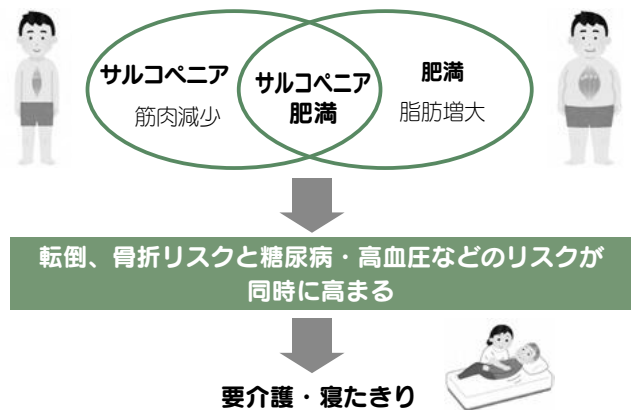 サルコペニア
筋肉減少
サルコペニア
肥満
肥満
脂肪増大
転倒、骨折リスクと糖尿病・高血圧などのリスクが
同時に高まる
要介護・寝たきり